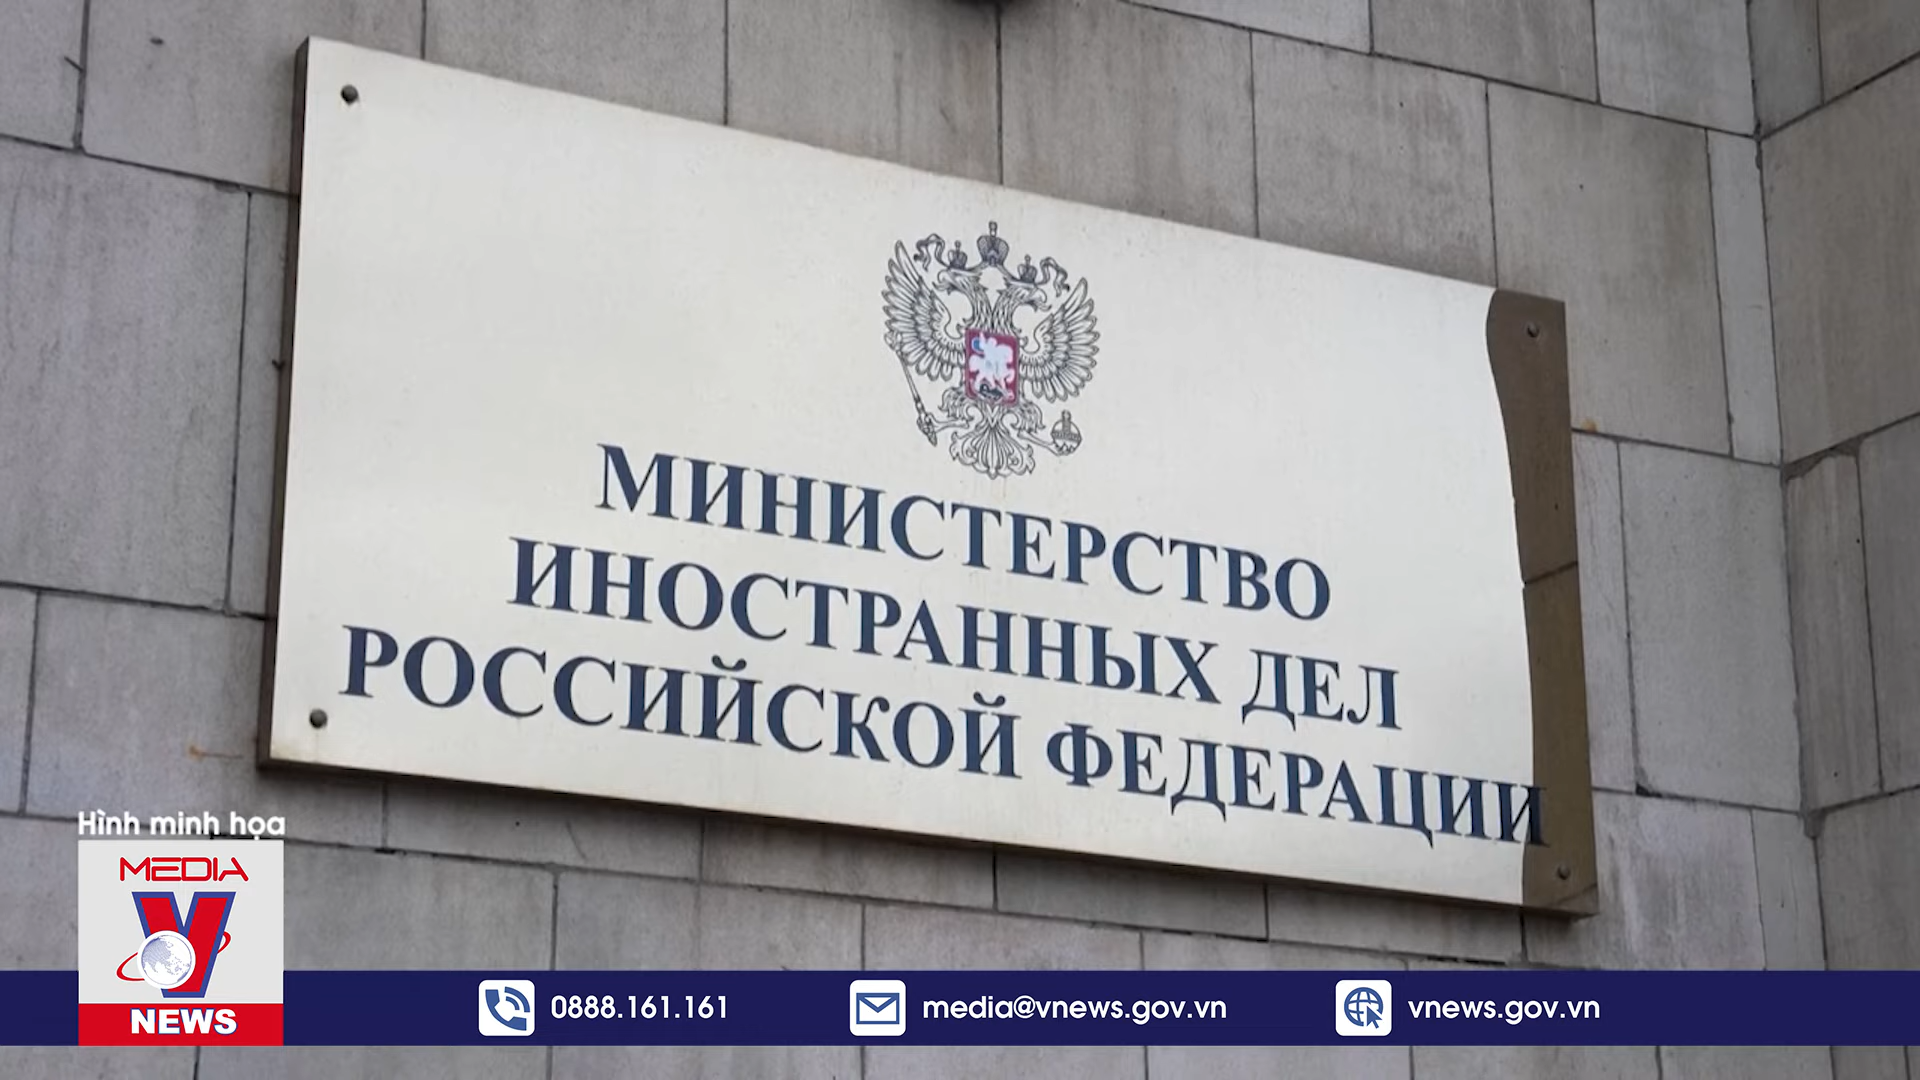 МИНИСТЕРСТВО
ИНОСТРАННЫХ ДЕЛ
РОССИЙСКОЙ ФЕДЕРАЦИИ
Hình minh họa
MEDIA
V
NEWS
0888.161.161
media@vnews.gov.vn
vnews.gov.vn